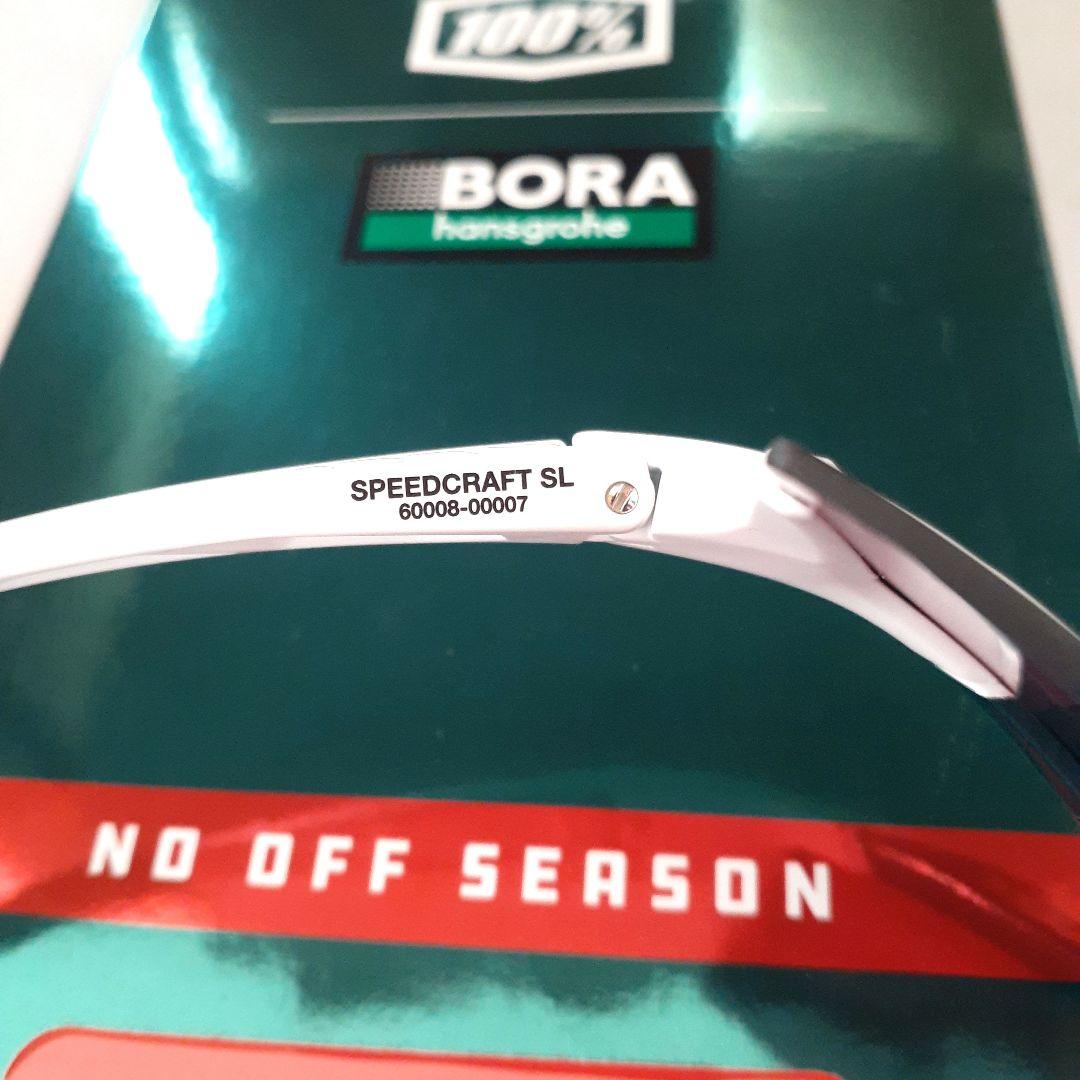 100%
BORA
hansgrohe
SPEEDCRAFT SL
60008-00007
NO OFF SEASON